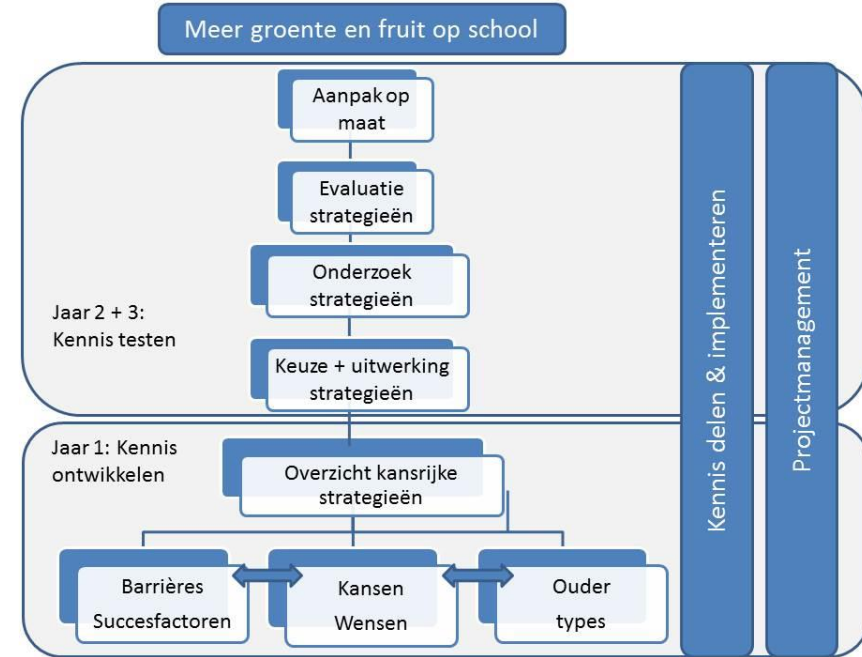 Meer groente en fruit op school
Aanpak op
maat
Evaluatie
strategieën
Onderzoek
strategieën
Jaar 2 + 3:
Kennis testen
Keuze + uitwerking
strategieën
Jaar 1: Kennis
ontwikkelen
Overzicht kansrijke
strategieën
Barrières
Succesfactoren
Kansen
Wensen
Ouder
types
Kennis delen & implementeren
Projectmanagement